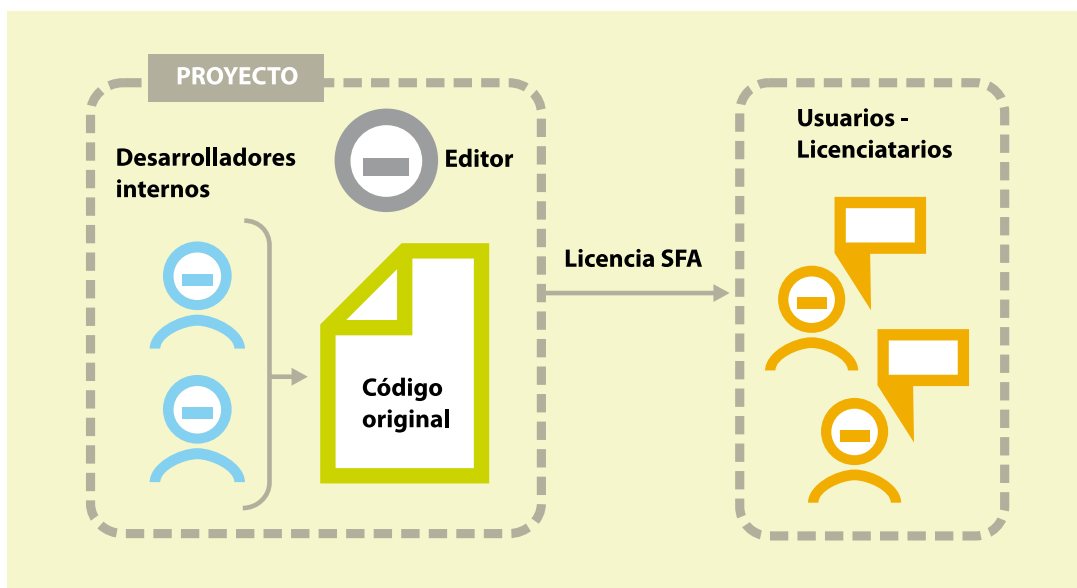 PROYECTO
Desarrolladores
internos
Editor
Código
original
Licencia SFA
Usuarios -
Licenciatarios